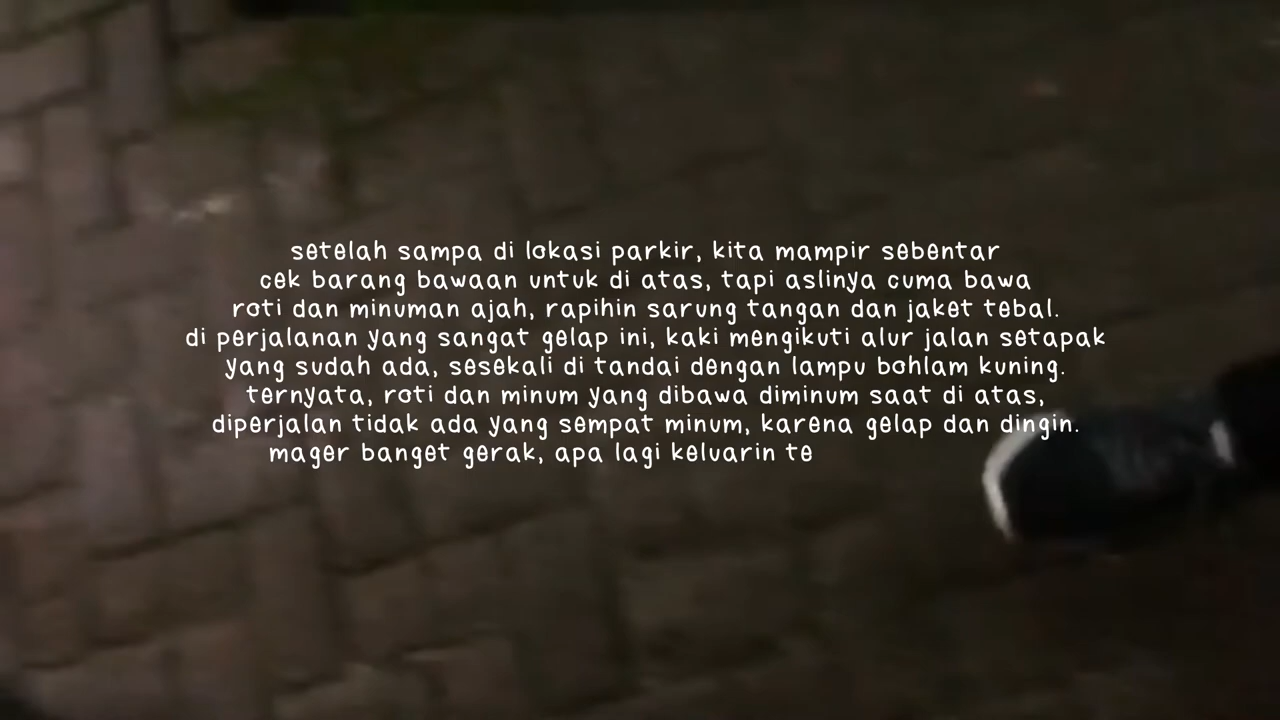 setelah sampa di lokasi parkir, kita mampir sebentar
cek barang bawaan untuk di atas, tapi aslinya cuma bawa
roti dan minuman ajah, rapihin sarung tangan dan jaket tebal.
di perjalanan yang sangat gelap ini, kaki mengikuti alur jalan setapak
yang sudah ada, sesekali di tandai dengan lampu bohlam kuning.
ternyata, roti dan minum yang dibawa diminum saat di atas,
diperjalan tidak ada yang sempat minum, karena gelap dan dingin.
mager banget gerak, apa lagi keluarin te